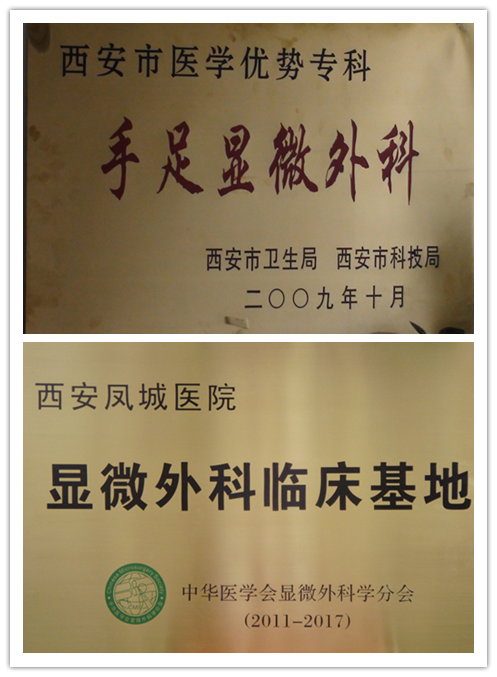 西安市医学优势专科
手足显微外科
西安市卫生局 西安市科技局
二〇〇九年十月
西安凤城医院
显微外科临床基地
中华医学会显微外科学分会
(2011-2017)